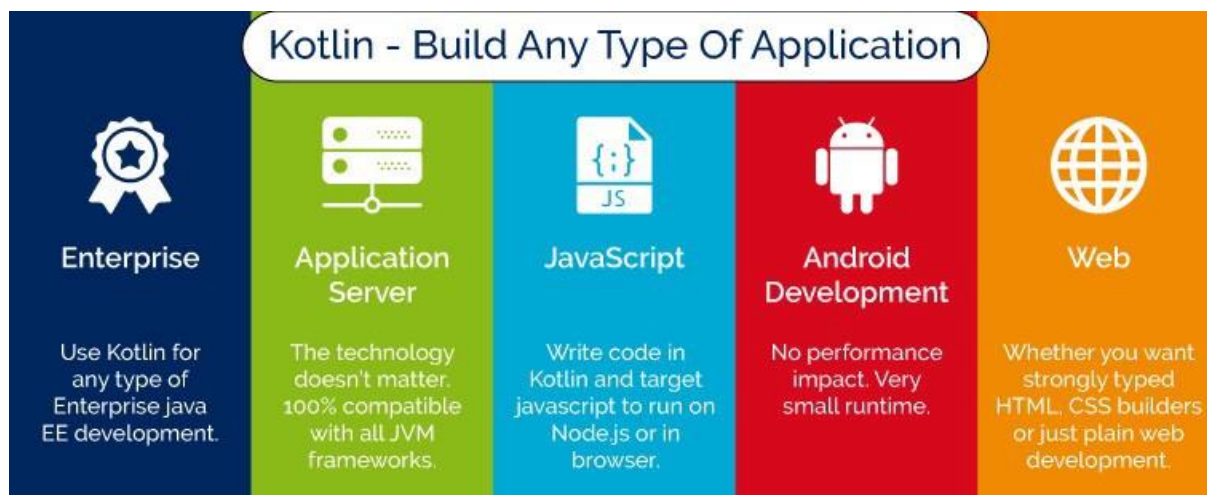 Kotlin - Build Any Type Of Application
Enterprise
Use Kotlin for
any type of
Enterprise java
EE development.
Application
Server
The technology
doesn't matter.
100% compatible
with all JVM
frameworks.
{;}
JS
JavaScript
Write code in
Kotlin and target
javascript to run on
Node.js or in
browser.
Android
Development
No performance
impact. Very
small runtime.
Web
Whether you want
strongly typed
HTML, CSS builders
or just plain web
development.